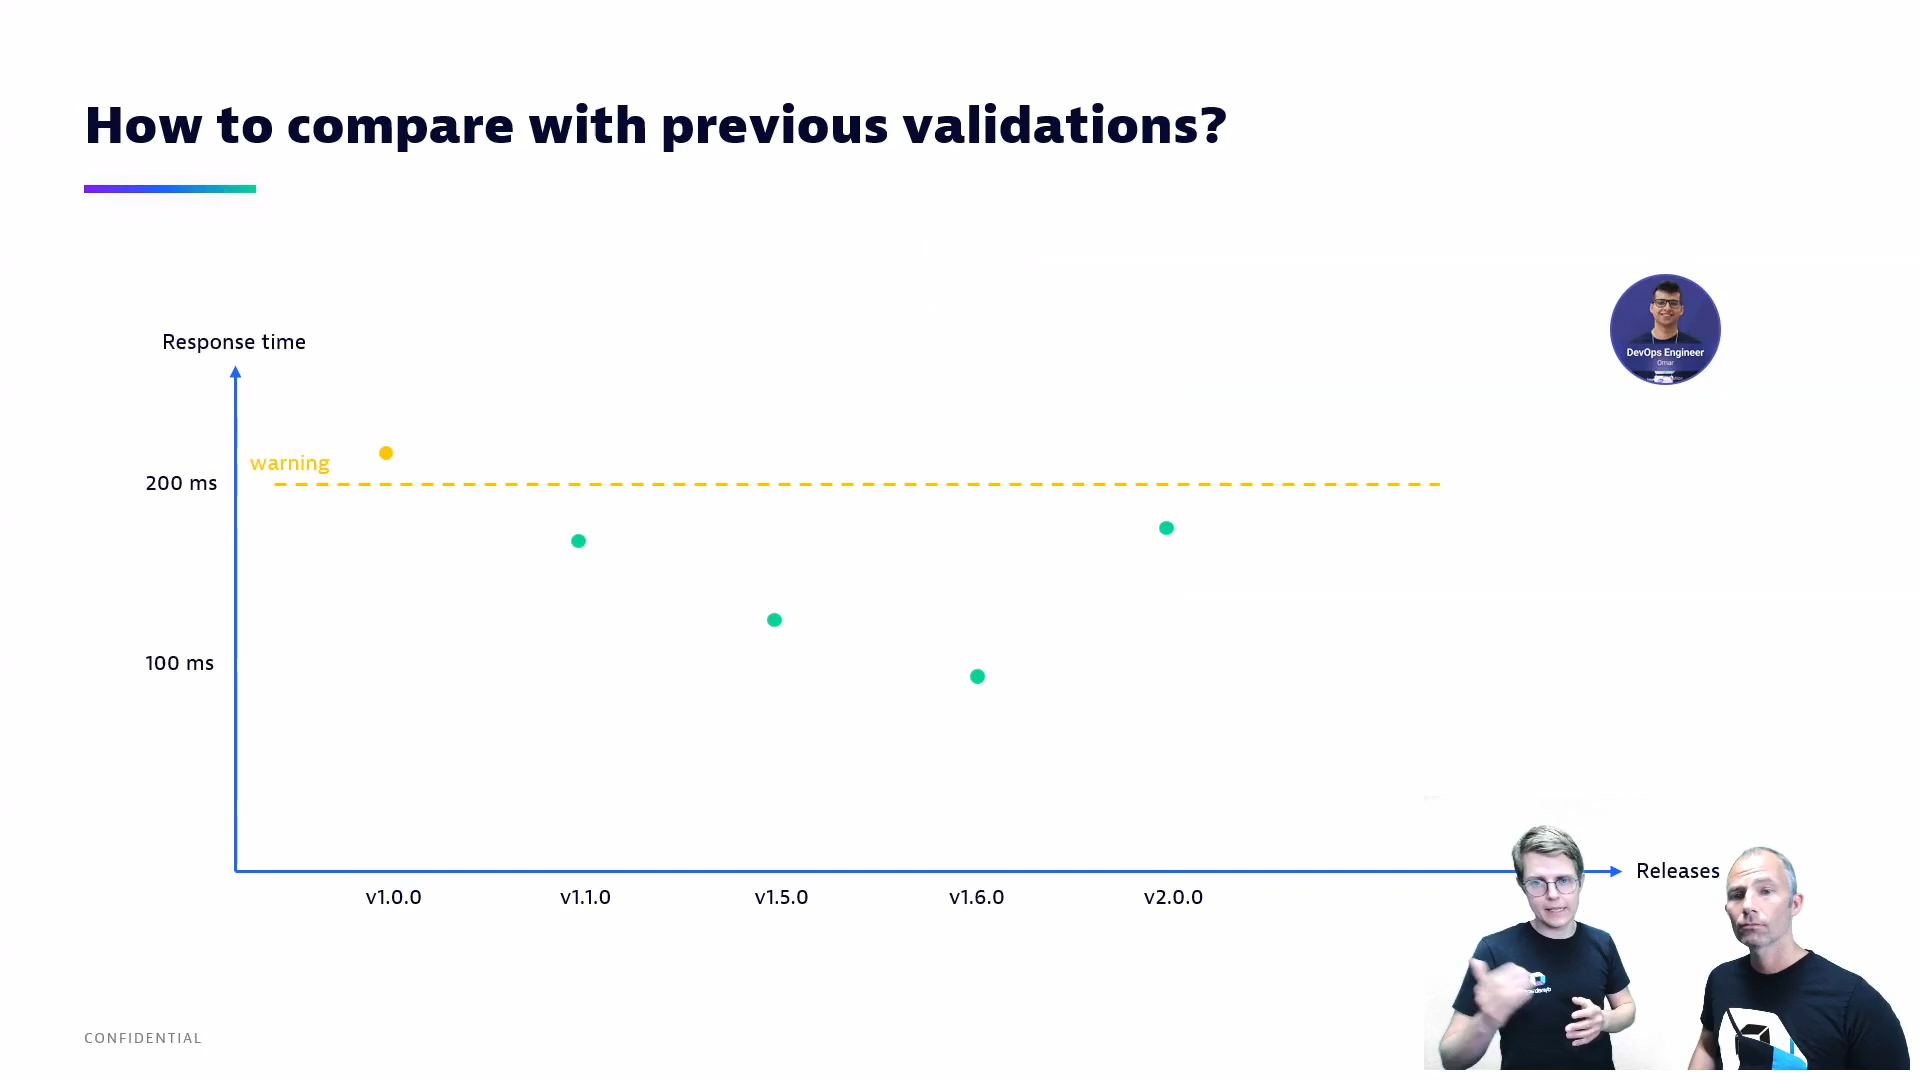 How to compare with previous validations?
DevOps Engineer
Omar
Response time
warning
200 ms
100 ms
Releases
v1.0.0
v1.1.0
v1.5.0
v1.6.0
v2.0.0
CONFIDENTIAL